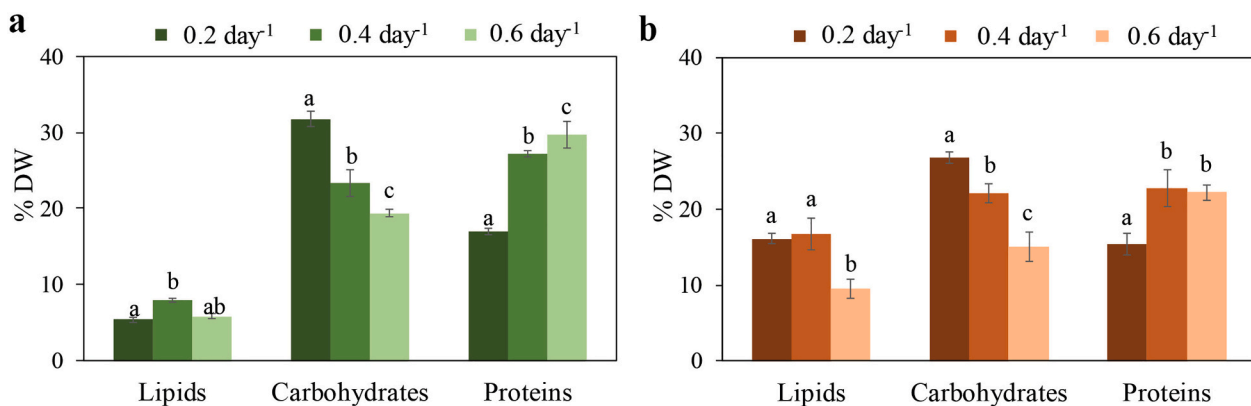 a
0.2 day-1 0.4 day-1 0.6 day-1
% DW
40
30
20
10
0
a b ab
a b c
a b c
Lipids Carbohydrates Proteins
b
0.2 day-1 0.4 day-1 0.6 day-1
% DW
40
30
20
10
0
a a b
a b c
a b b
Lipids Carbohydrates Proteins